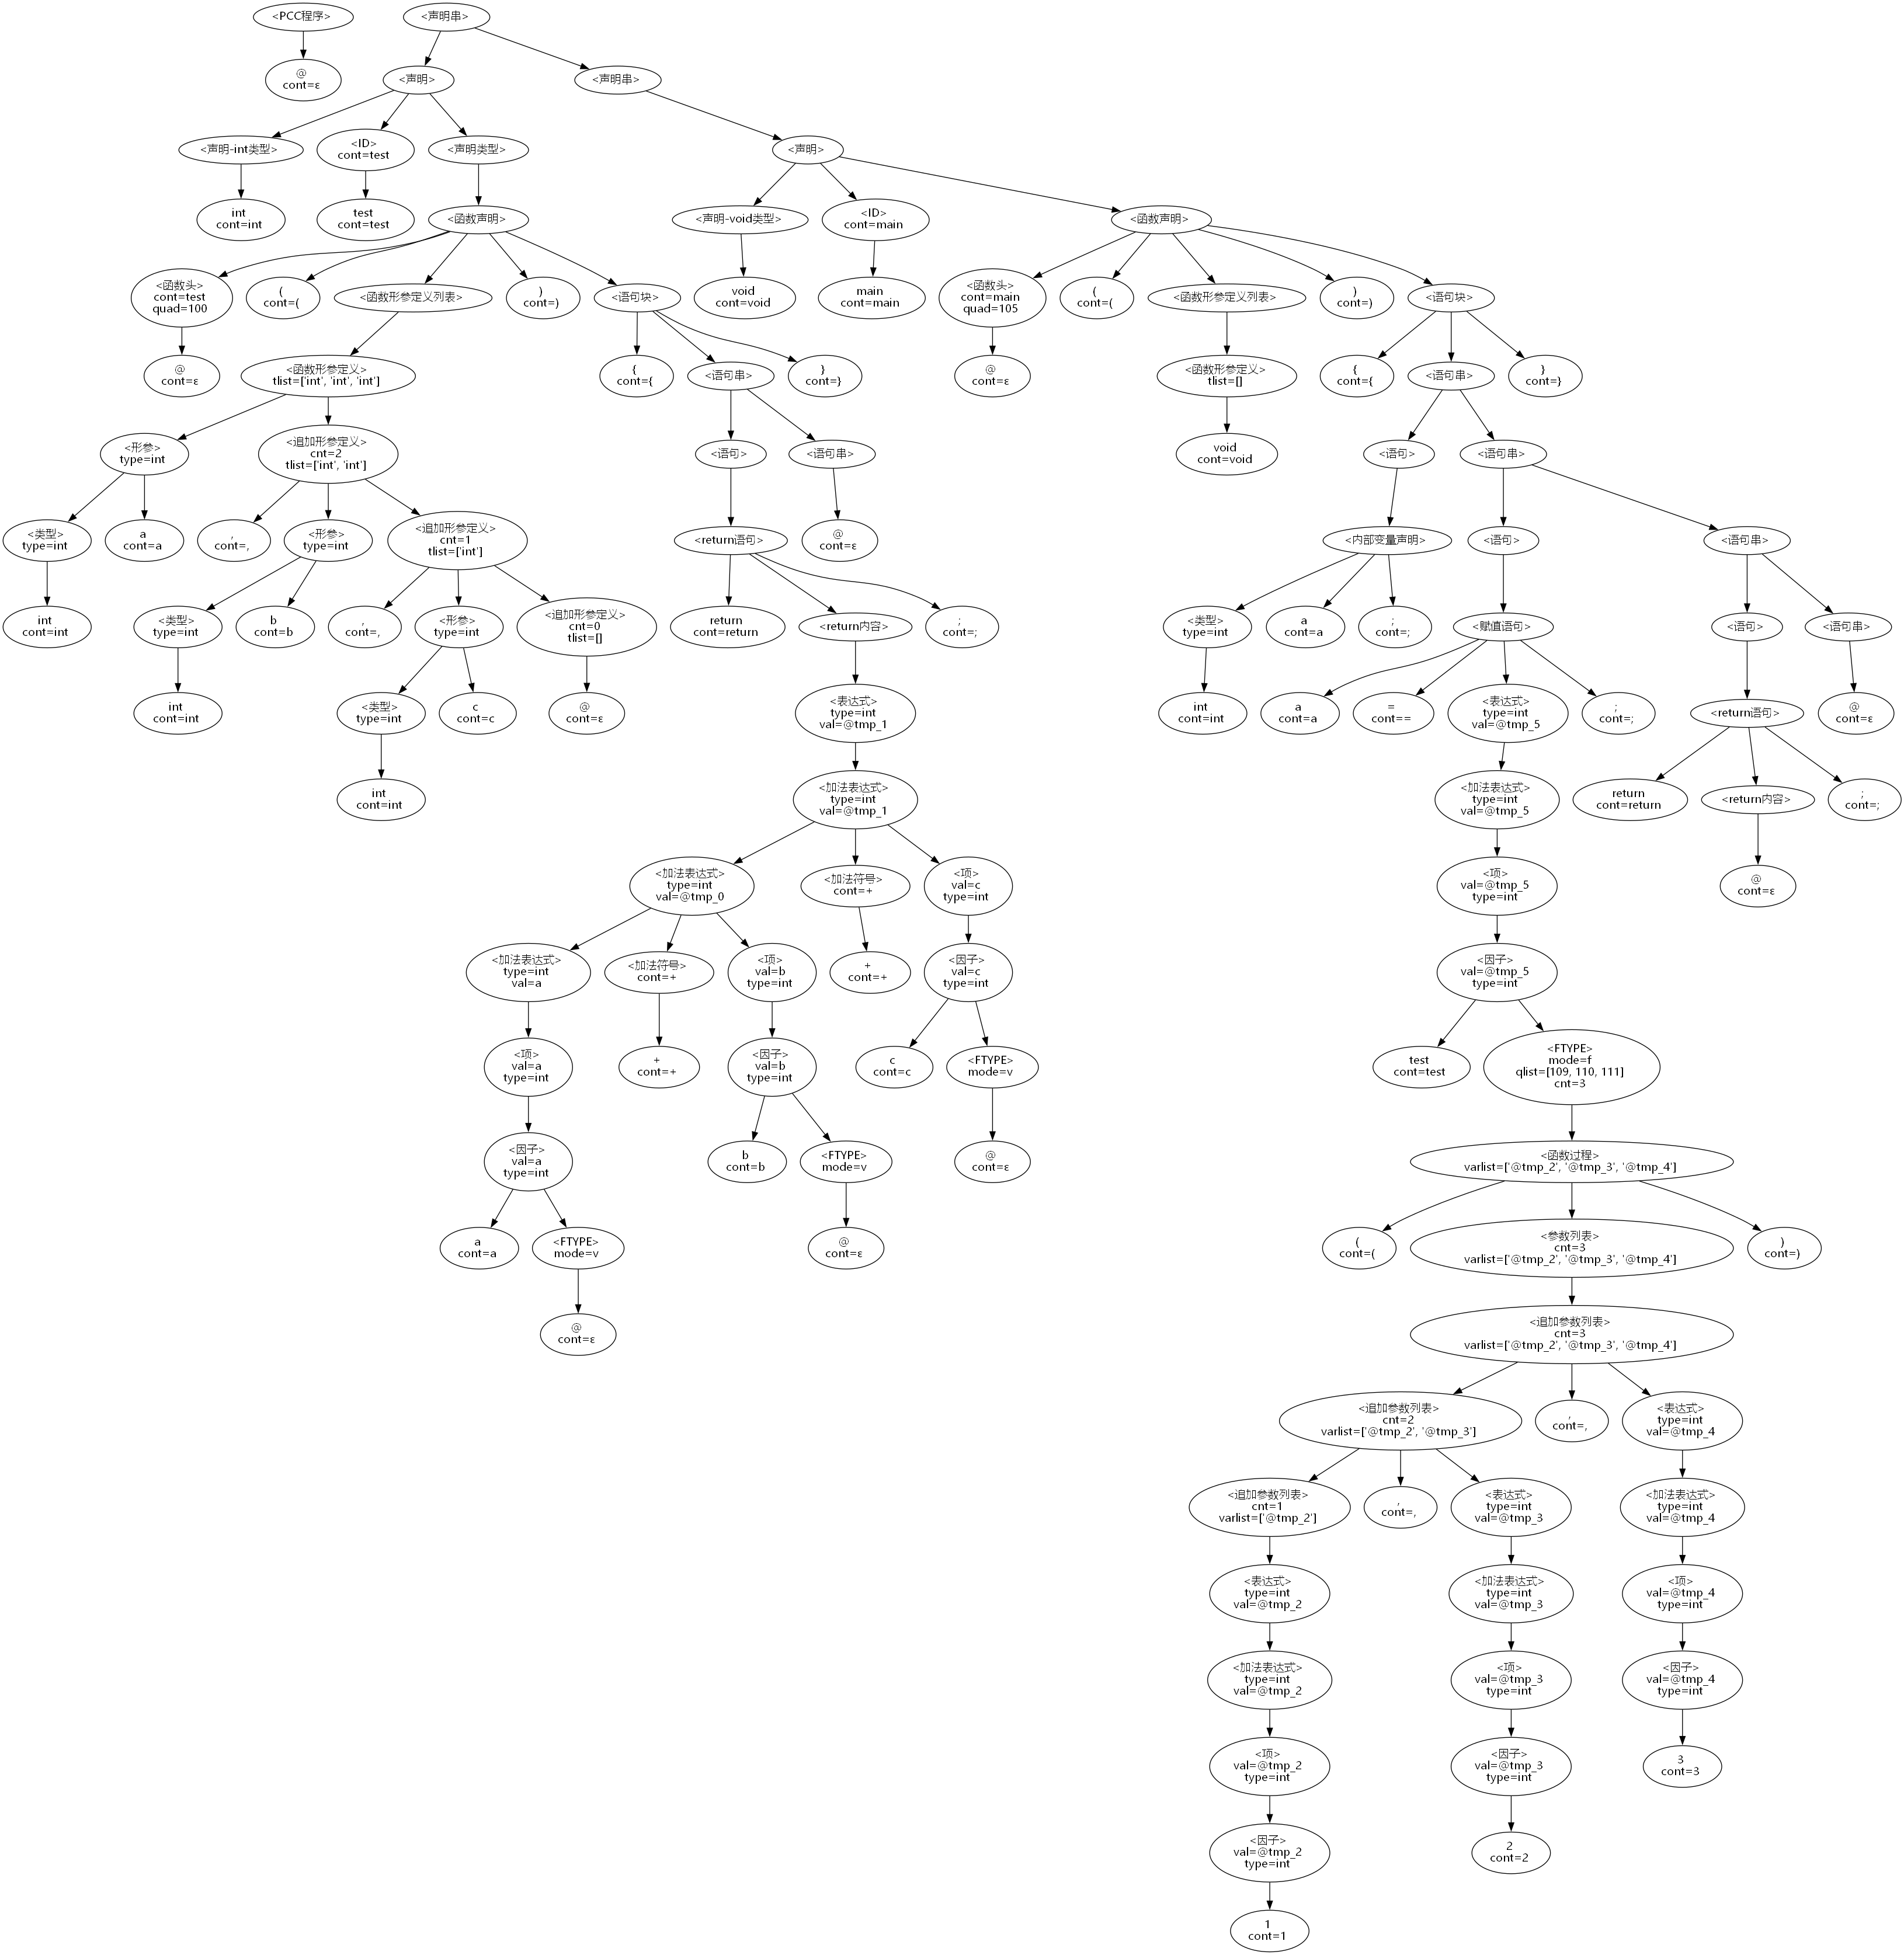 <PCC程序>
<声明串>
@
cont=ε
<声明>
<声明串>
<声明-int类型>
<ID>
cont=test
<声明类型>
<声明>
int
cont=int
test
cont=test
<函数声明>
<声明-void类型>
<ID>
cont=main
<函数声明>
<函数头>
cont=test
quad=100
(
cont=(
<函数形参定义列表>
)
cont=)
<语句块>
void
cont=void
main
cont=main
<函数头>
cont=main
quad=105
(
cont=(
<函数形参定义列表>
)
cont=)
<语句块>
@
cont=ε
<函数形参定义>
tlist=['int', 'int', 'int']
{
cont={
<语句串>
}
cont=}
@
cont=ε
<函数形参定义>
tlist=[]
{
cont={
<语句串>
}
cont=}
<形参>
type=int
<追加形参定义>
cnt=2
tlist=['int', 'int']
<语句>
<语句串>
void
cont=void
<语句>
<语句串>
<类型>
type=int
a
cont=a
,
cont=,
<形参>
type=int
<追加形参定义>
cnt=1
tlist=['int']
<return语句>
@
cont=ε
<内部变量声明>
<语句>
<语句串>
int
cont=int
<类型>
type=int
b
cont=b
,
cont=,
<形参>
type=int
<追加形参定义>
cnt=0
tlist=[]
return
cont=return
<return内容>
;
cont=;
<类型>
type=int
a
cont=a
;
cont=;
<赋值语句>
<语句>
<语句串>
int
cont=int
<类型>
type=int
c
cont=c
@
cont=ε
<表达式>
type=int
val=@tmp_1
int
cont=int
a
cont=a
=
cont==
<表达式>
type=int
val=@tmp_5
;
cont=;
<return语句>
@
cont=ε
int
cont=int
<加法表达式>
type=int
val=@tmp_1
<加法表达式>
type=int
val=@tmp_5
return
cont=return
<return内容>
;
cont=;
<加法表达式>
type=int
val=@tmp_0
<加法符号>
cont=+
<项>
val=c
type=int
<项>
val=@tmp_5
type=int
@
cont=ε
<加法表达式>
type=int
val=a
<加法符号>
cont=+
<项>
val=b
type=int
+
cont=+
<因子>
val=c
type=int
<因子>
val=@tmp_5
type=int
<项>
val=a
type=int
+
cont=+
<因子>
val=b
type=int
c
cont=c
<FTYPE>
mode=v
test
cont=test
<FTYPE>
mode=f
qlist=[109, 110, 111]
cnt=3
<因子>
val=a
type=int
b
cont=b
<FTYPE>
mode=v
@
cont=ε
<函数过程>
varlist=['@tmp_2', '@tmp_3', '@tmp_4']
a
cont=a
<FTYPE>
mode=v
@
cont=ε
(
cont=(
<参数列表>
cnt=3
varlist=['@tmp_2', '@tmp_3', '@tmp_4']
)
cont=)
@
cont=ε
<追加参数列表>
cnt=3
varlist=['@tmp_2', '@tmp_3', '@tmp_4']
<追加参数列表>
cnt=2
varlist=['@tmp_2', '@tmp_3']
,
cont=,
<表达式>
type=int
val=@tmp_4
<追加参数列表>
cnt=1
varlist=['@tmp_2']
,
cont=,
<表达式>
type=int
val=@tmp_3
<加法表达式>
type=int
val=@tmp_4
<表达式>
type=int
val=@tmp_2
<加法表达式>
type=int
val=@tmp_3
<项>
val=@tmp_4
type=int
<加法表达式>
type=int
val=@tmp_2
<项>
val=@tmp_3
type=int
<因子>
val=@tmp_4
type=int
<项>
val=@tmp_2
type=int
<因子>
val=@tmp_3
type=int
3
cont=3
<因子>
val=@tmp_2
type=int
2
cont=2
1
cont=1